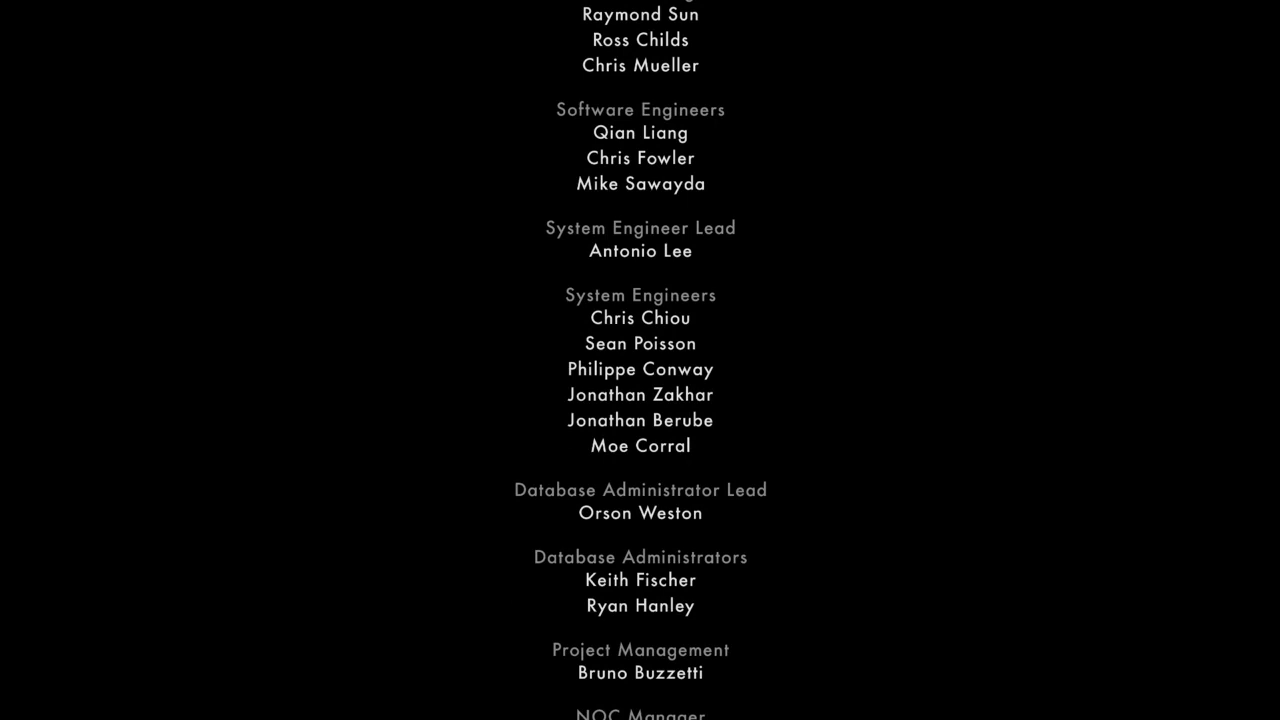 Raymond Sun
Ross Childs
Chris Mueller
Software Engineers
Qian Liang
Chris Fowler
Mike Sawayda
System Engineer Lead
Antonio Lee
System Engineers
Chris Chiou
Sean Poisson
Philippe Conway
Jonathan Zakhar
Jonathan Berube
Moe Corral
Database Administrator Lead
Orson Weston
Database Administrators
Keith Fischer
Ryan Hanley
Project Management
Bruno Buzzetti
NOC Manager